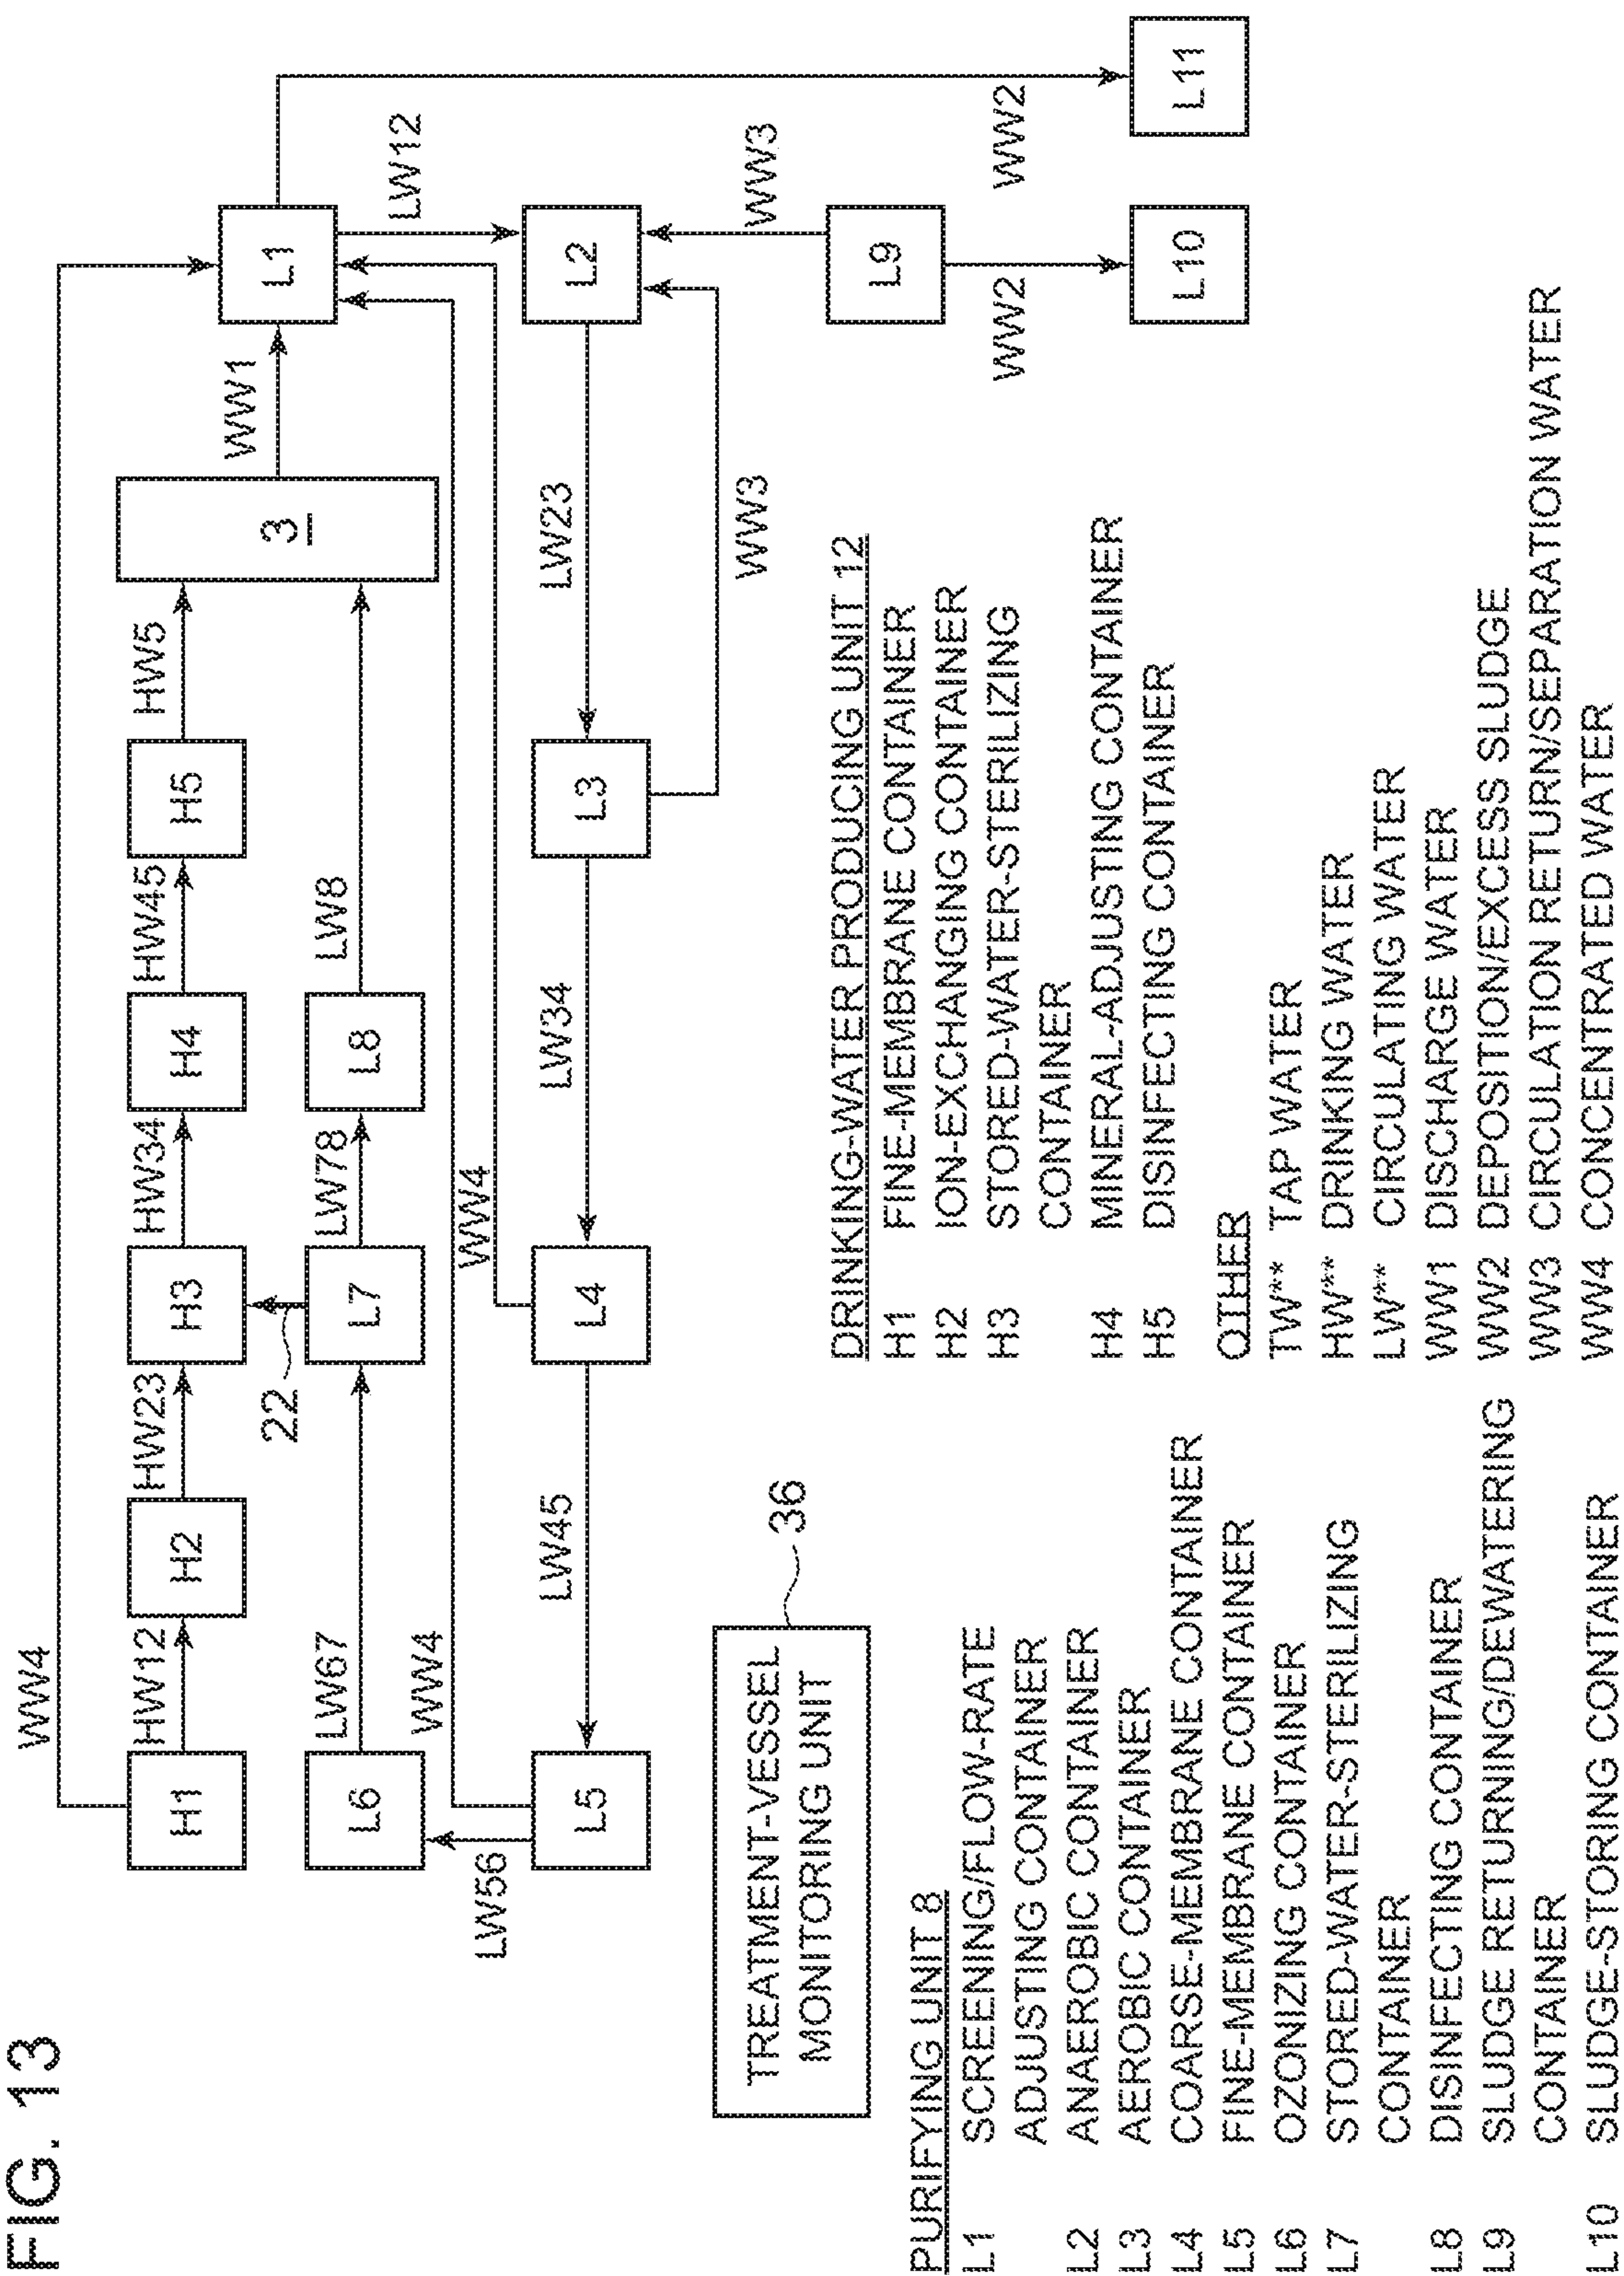 FIG. 13
WW4
H1
HW12
H2
HW23
H3
HW34
H4
HW45
H5
HW5
3
WW1
L1
22
L6
LW67
L7
LW78
L8
LW8
LW12
LW56
WW4
WW4
L5
LW45
L4
LW34
L3
LW23
L2
WW3
WW3
L9
WW2
L10
WW2
L11
TREATMENT-VESSEL
MONITORING UNIT
36
PURIFYING UNIT 8
L1 SCREENING/FLOW-RATE
ADJUSTING CONTAINER
L2 ANAEROBIC CONTAINER
L3 AEROBIC CONTAINER
L4 COARSE-MEMBRANE CONTAINER
L5 FINE-MEMBRANE CONTAINER
L6 OZONIZING CONTAINER
L7 STORED-WATER-STERILIZING
CONTAINER
L8 DISINFECTING CONTAINER
L9 SLUDGE RETURNING/DEWATERING
CONTAINER
L10 SLUDGE-STORING CONTAINER
DRINKING-WATER PRODUCING UNIT 12
H1 FINE-MEMBRANE CONTAINER
H2 ION-EXCHANGING CONTAINER
H3 STORED-WATER-STERILIZING
CONTAINER
H4 MINERAL-ADJUSTING CONTAINER
H5 DISINFECTING CONTAINER
OTHER
TW** TAP WATER
HW** DRINKING WATER
LW** CIRCULATING WATER
WW1 DISCHARGE WATER
WW2 DEPOSITION/EXCESS SLUDGE
WW3 CIRCULATION RETURN/SEPARATION WATER
WW4 CONCENTRATED WATER